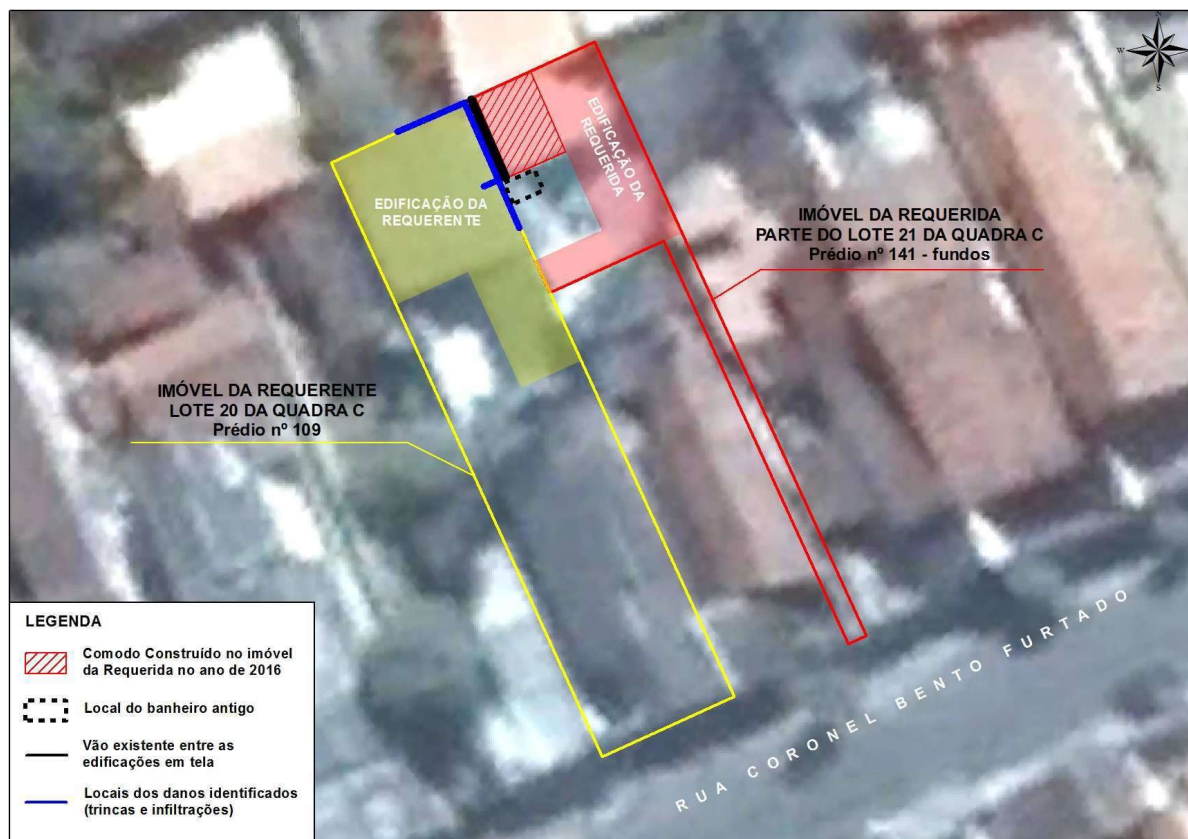 N
W
S
EDIFICAÇÃO DA
REQUERIDA
EDIFICAÇÃO DA
REQUERENTE
IMÓVEL DA REQUERIDA
PARTE DO LOTE 21 DA QUADRA C
Prédio nº 141 - fundos
IMÓVEL DA REQUERENTE
LOTE 20 DA QUADRA C
Prédio nº 109
RUA CORONEL BENTO FURTADO
LEGENDA
Comodo Construído no imóvel
da Requerida no ano de 2016
Local do banheiro antigo
Vão existente entre as
edificações em tela
Locais dos danos identificados
(trincas e infiltrações)